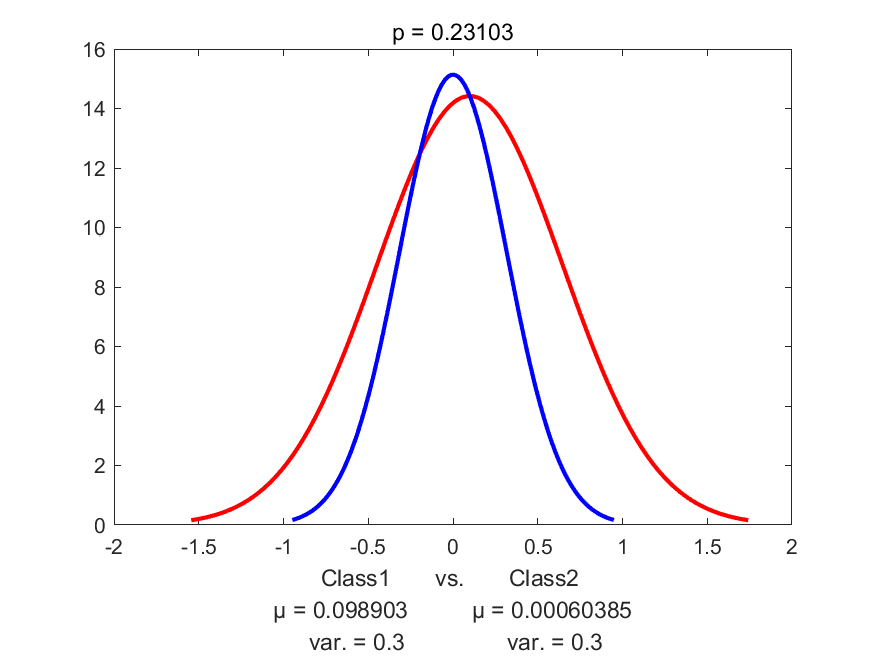 p = 0.23103
16
14
12
10
8
6
4
2
0
-2 -1.5 -1 -0.5 0 0.5 1 1.5 2
Class1 vs. Class2
μ = 0.098903 μ = 0.00060385
var. = 0.3 var. = 0.3